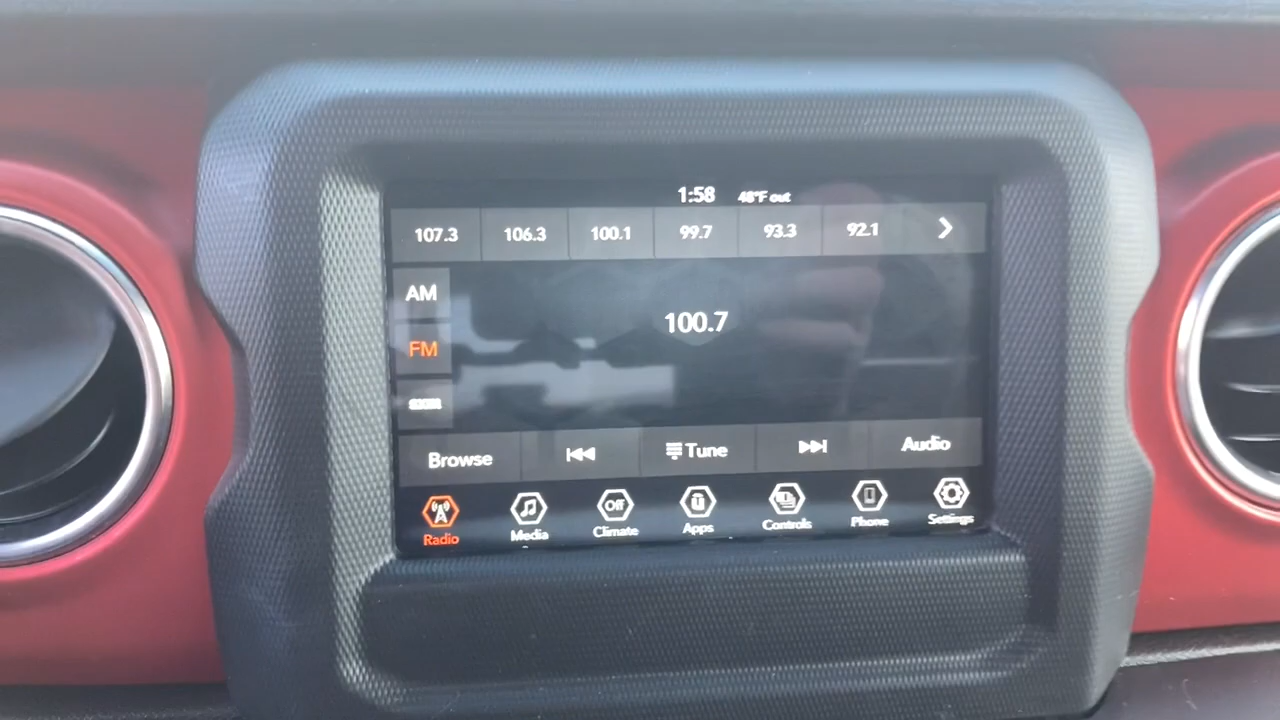 1:58 48°F out
107.3 106.3 100.1 99.7 93.3 92.1
AM
100.7
FM
Browse Tune Audio
Off
Radio Media Climate Apps Controls Phone Settings